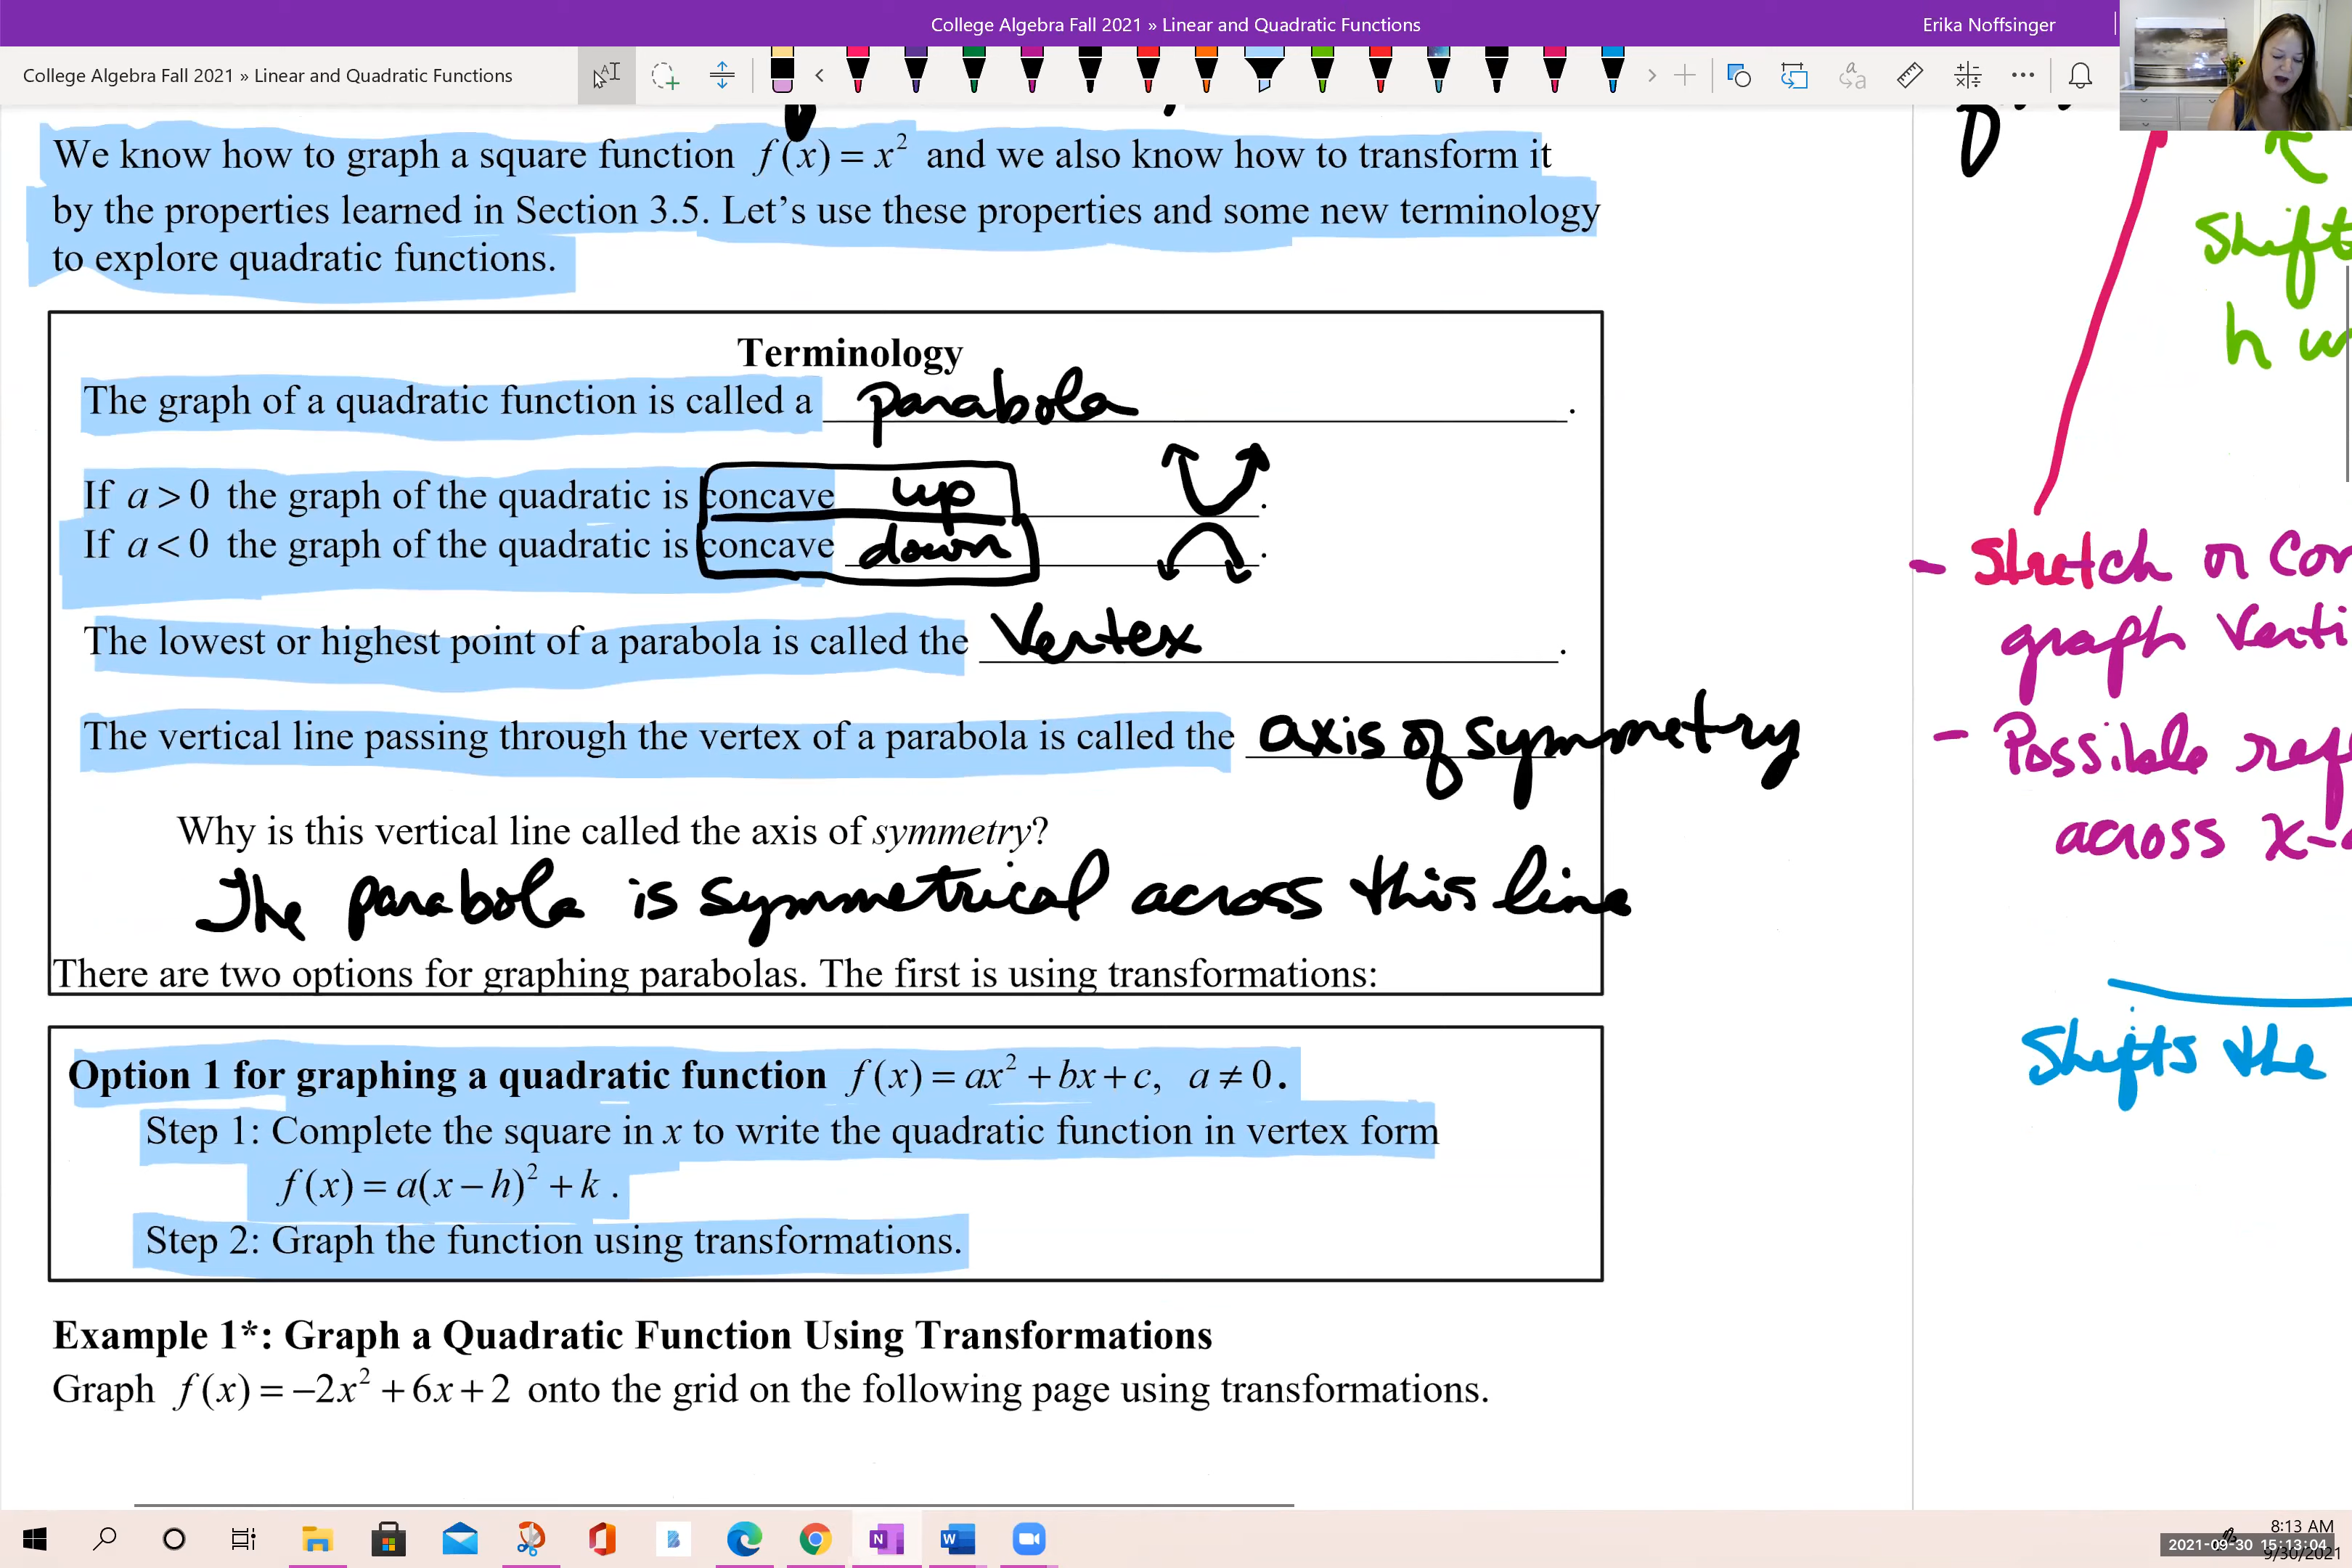 College Algebra Fall 2021 » Linear and Quadratic Functions
Erika Noffsinger
College Algebra Fall 2021 » Linear and Quadratic Functions
We know how to graph a square function f(x) = x² and we also know how to transform it
by the properties learned in Section 3.5. Let's use these properties and some new terminology
to explore quadratic functions.
Terminology
The graph of a quadratic function is called a parabola.
If a > 0 the graph of the quadratic is concave up.
If a < 0 the graph of the quadratic is concave down.
The lowest or highest point of a parabola is called the Vertex.
The vertical line passing through the vertex of a parabola is called the axis of symmetry
Why is this vertical line called the axis of symmetry?
The parabola is symmetrical across this line
There are two options for graphing parabolas. The first is using transformations:
Option 1 for graphing a quadratic function f(x) = ax² + bx + c, a ≠ 0.
Step 1: Complete the square in x to write the quadratic function in vertex form
f(x) = a(x − h)² + k .
Step 2: Graph the function using transformations.
Example 1*: Graph a Quadratic Function Using Transformations
Graph f(x) = −2x² + 6x + 2 onto the grid on the following page using transformations.
Shift
h
- Stretch or
graph
- Possible
across
Shifts the
8:13 AM
9/30/2021
2021-09-30 15:13:04